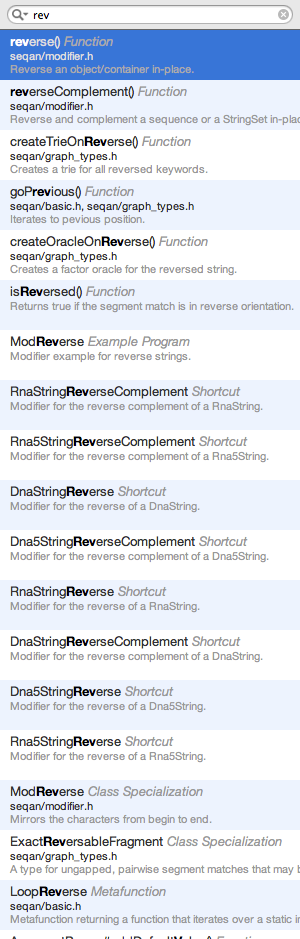 rev
reverse() Function
seqan/modifier.h
Reverse an object/container in-place.
reverseComplement() Function
seqan/modifier.h
Reverse and complement a sequence or a StringSet in-plac
createTrieOnReverse() Function
seqan/graph_types.h
Creates a trie for all reversed keywords.
goPrevious() Function
seqan/basic.h, seqan/graph_types.h
Iterates to pevious position.
createOracleOnReverse() Function
seqan/graph_types.h
Creates a factor oracle for the reversed string.
isReversed() Function
Returns true if the segment match is in reverse orientation.
ModReverse Example Program
Modifier example for reverse strings.
RnaStringReverseComplement Shortcut
Modifier for the reverse complement of a RnaString.
Rna5StringReverseComplement Shortcut
Modifier for the reverse complement of a Rna5String.
DnaStringReverse Shortcut
Modifier for the reverse of a DnaString.
Dna5StringReverseComplement Shortcut
Modifier for the reverse complement of a Dna5String.
RnaStringReverse Shortcut
Modifier for the reverse of a RnaString.
DnaStringReverseComplement Shortcut
Modifier for the reverse complement of a DnaString.
Dna5StringReverse Shortcut
Modifier for the reverse of a Dna5String.
Rna5StringReverse Shortcut
Modifier for the reverse of a Rna5String.
ModReverse Class Specialization
seqan/modifier.h
Mirrors the characters from begin to end.
ExactReversableFragment Class Specialization
seqan/graph_types.h
A type for ungapped, pairwise segment matches that may b
LoopReverse Metafunction
seqan/basic.h
Metafunction returning a function that iterates over a static in